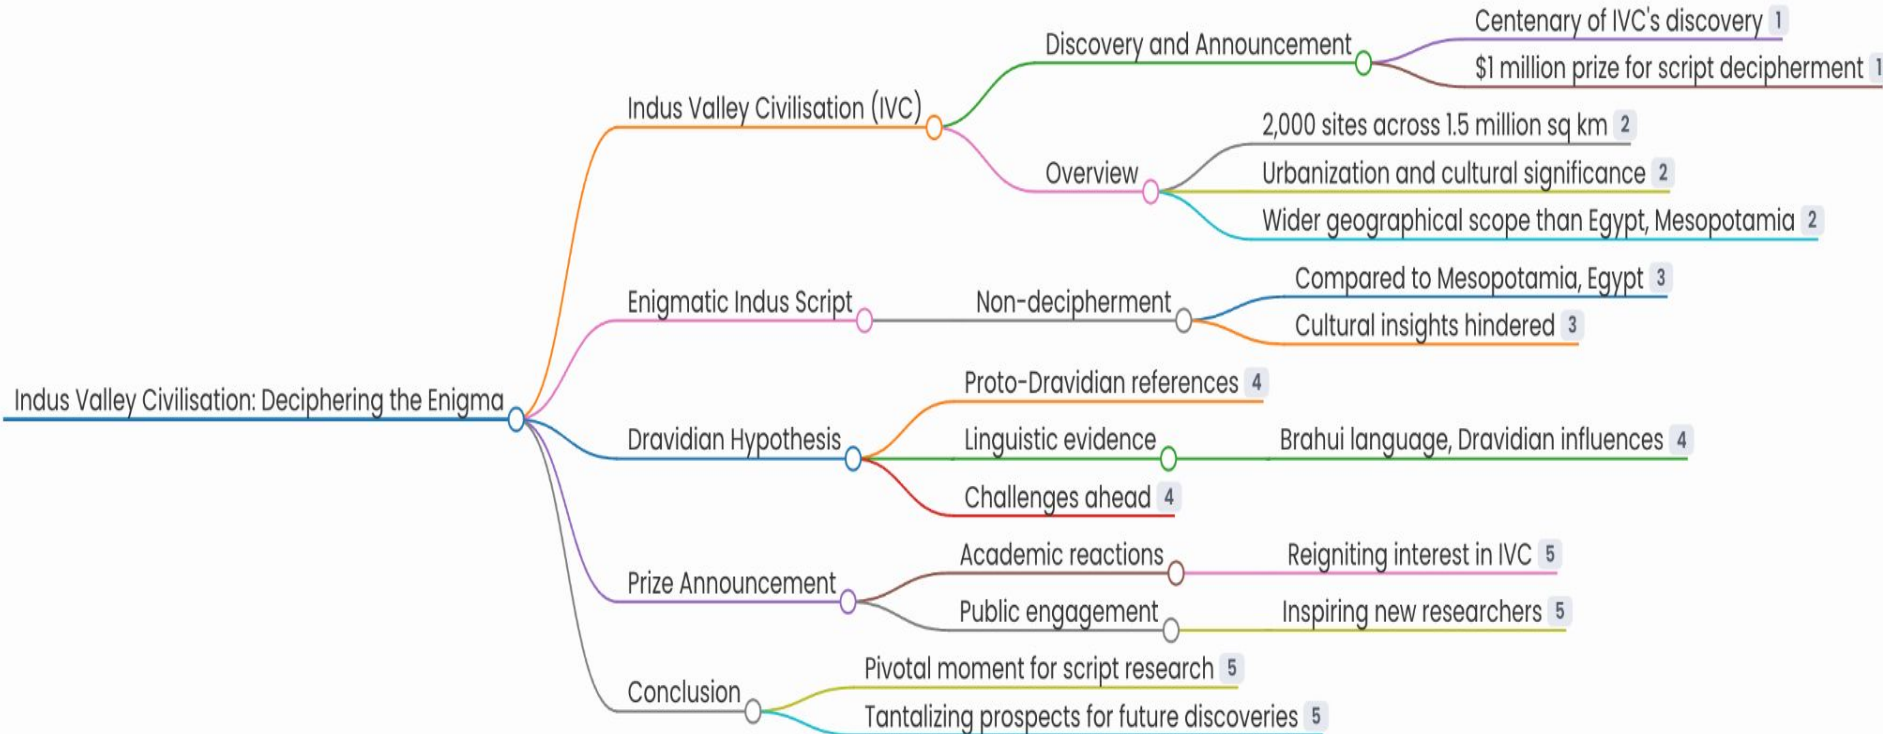 Centenary of IVC's discovery 1
Discovery and Announcement
$1 million prize for script decipherment 1
Indus Valley Civilisation (IVC)
2,000 sites across 1.5 million sq km 2
Overview
Urbanization and cultural significance 2
Wider geographical scope than Egypt, Mesopotamia 2
Compared to Mesopotamia, Egypt 3
Enigmatic Indus Script
Non-decipherment
Cultural insights hindered 3
Indus Valley Civilisation: Deciphering the Enigma
Proto-Dravidian references 4
Dravidian Hypothesis
Linguistic evidence
Brahui language, Dravidian influences 4
Challenges ahead 4
Academic reactions
Reigniting interest in IVC 5
Prize Announcement
Public engagement
Inspiring new researchers 5
Pivotal moment for script research 5
Conclusion
Tantalizing prospects for future discoveries 5